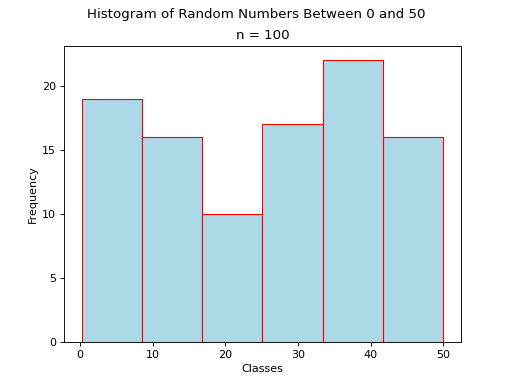 Histogram of Random Numbers Between 0 and 50
n = 100
20
15
10
5
0
Frequency
0 10 20 30 40 50
Classes